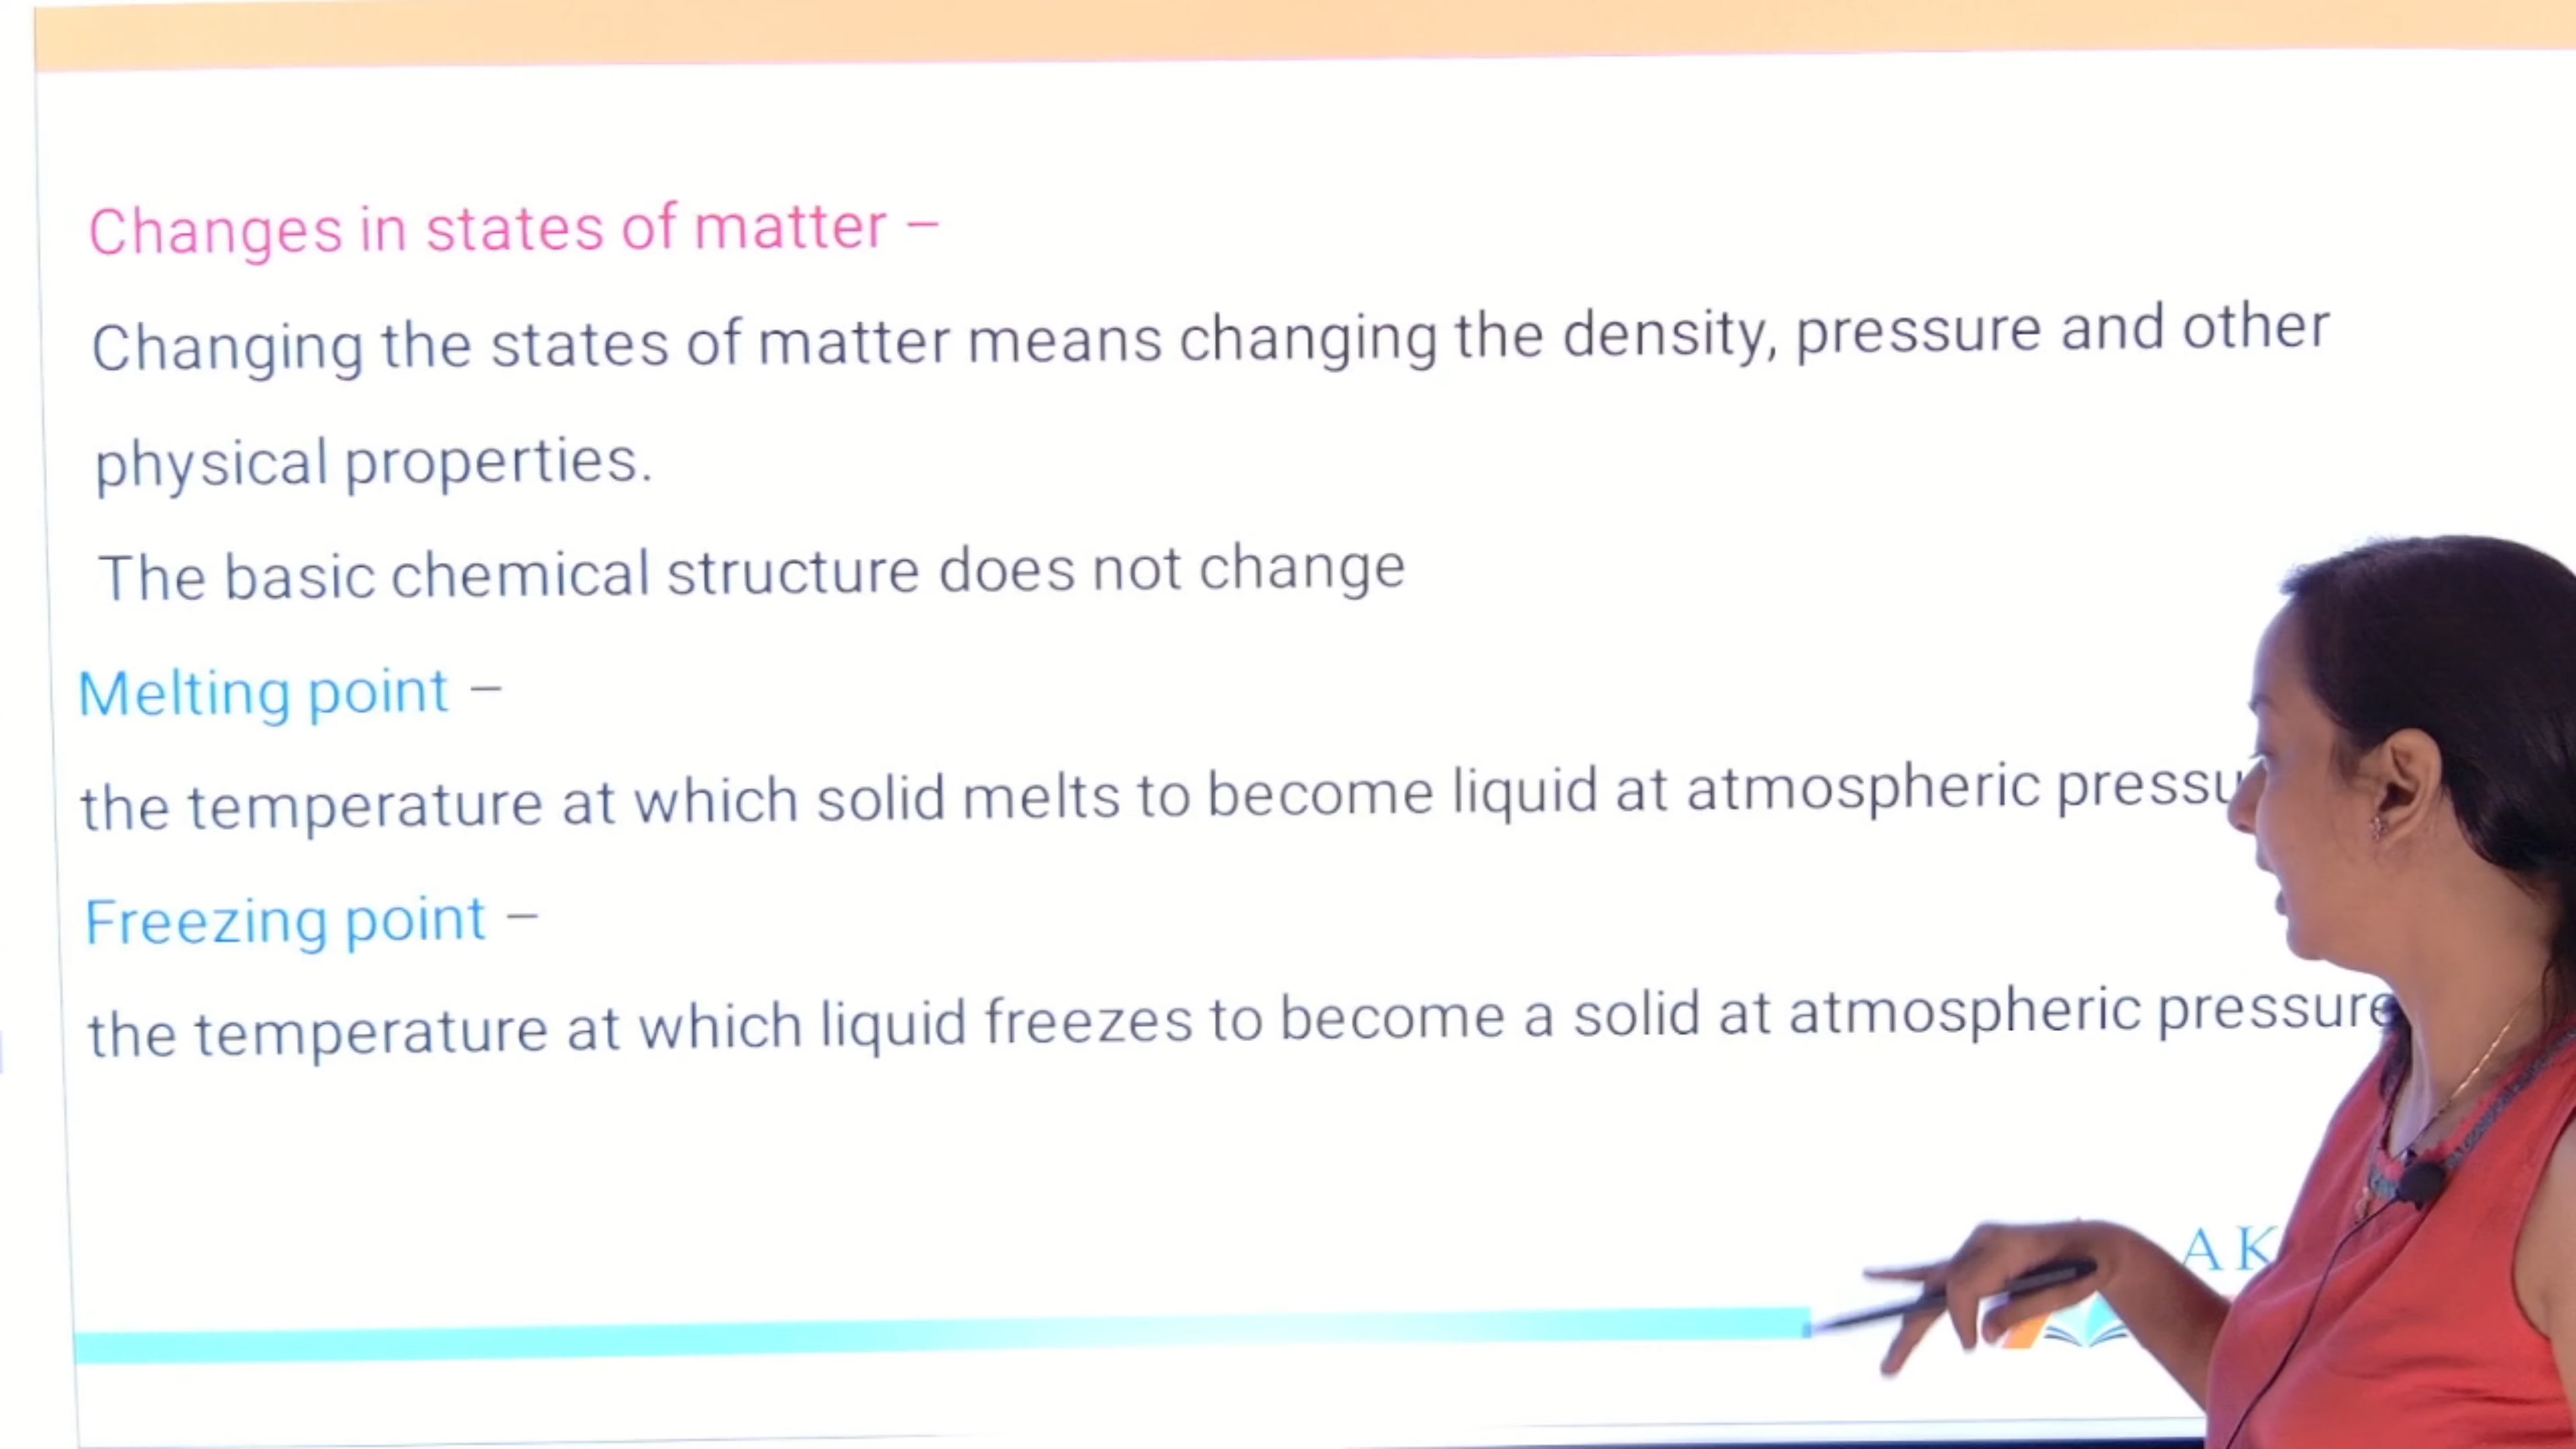 Changes in states of matter –
Changing the states of matter means changing the density, pressure and other
physical properties.
The basic chemical structure does not change
Melting point –
the temperature at which solid melts to become liquid at atmospheric
Freezing point –
the temperature at which liquid freezes to become a solid at atmospheric pressure